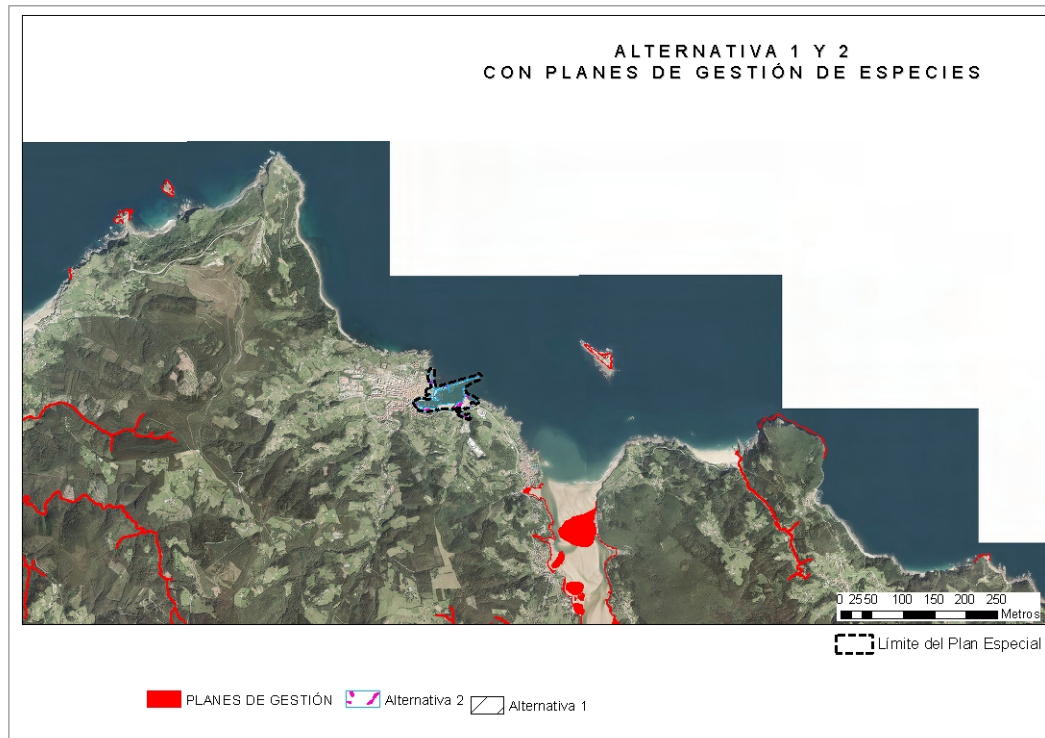 ALTERNATIVA 1 Y 2
CON PLANES DE GESTIÓN DE ESPECIES
0 25 50 100 150 200 250
Metros
Límite del Plan Especial
PLANES DE GESTIÓN
Alternativa 2
Alternativa 1